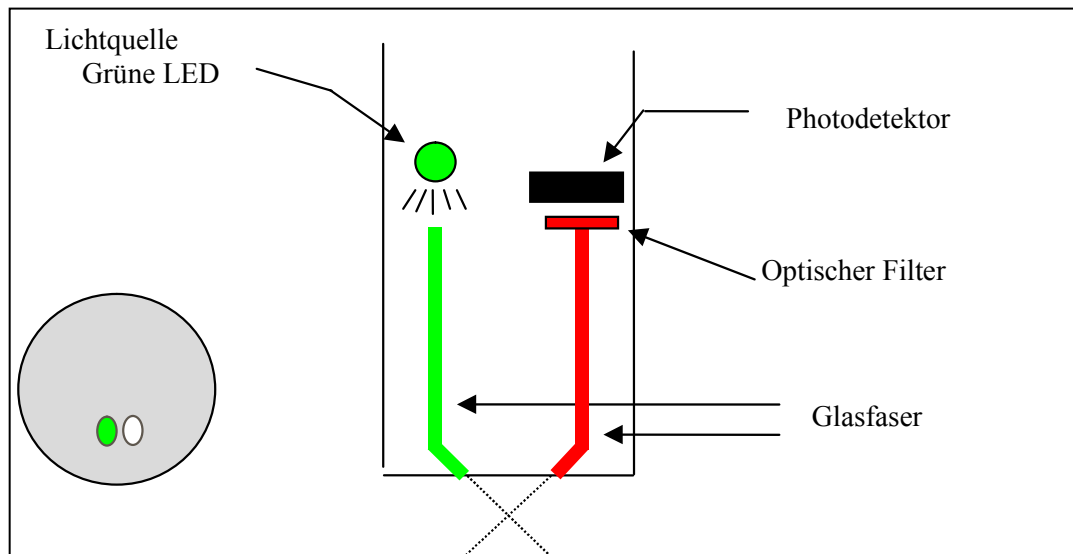 Lichtquelle
Grüne LED
Photodetektor
Optischer Filter
Glasfaser